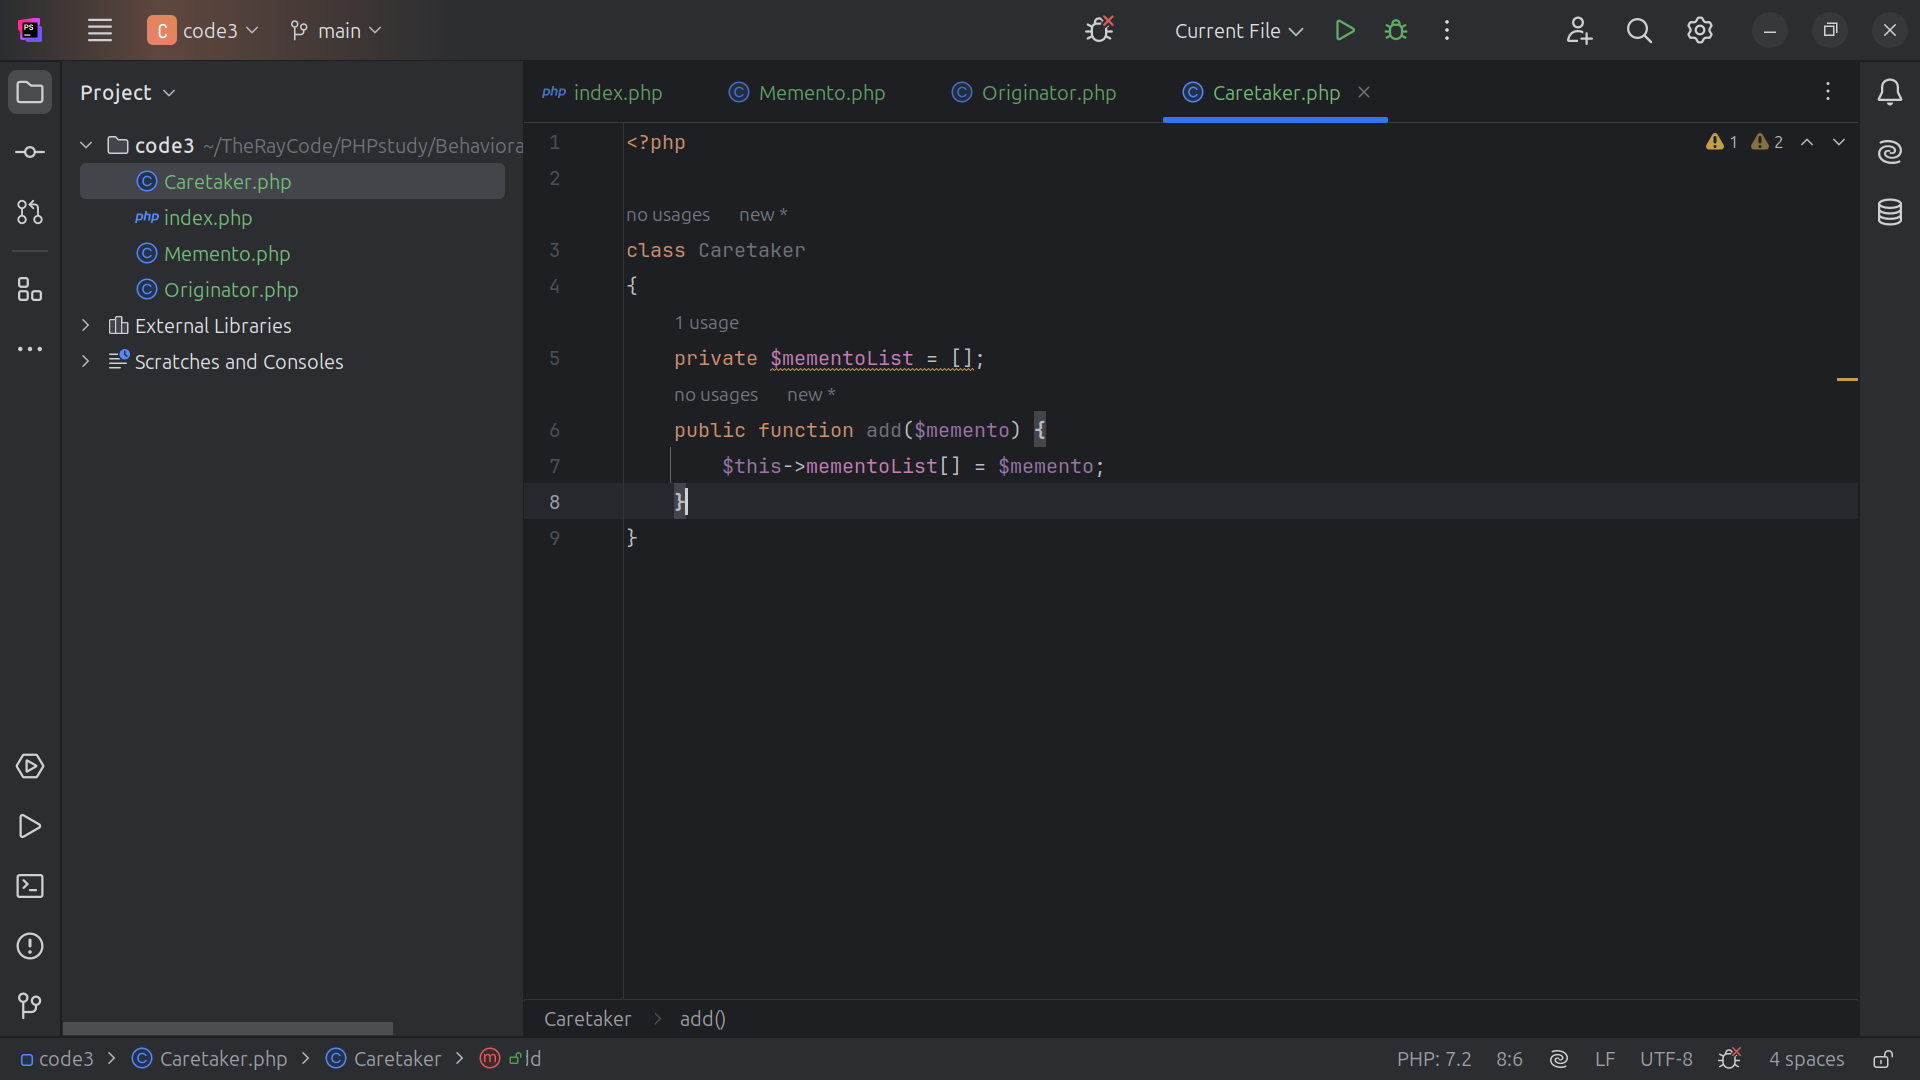 PS
C code3 main Current File
Project
code3 ~/TheRayCode/PHPstudy/Behaviora
Caretaker.php
php index.php
Memento.php
Originator.php
External Libraries
Scratches and Consoles
php index.php C Memento.php C Originator.php C Caretaker.php
1 <?php 1 2
2
no usages new *
3 class Caretaker
4 {
1 usage
5 private $mementoList = [];
no usages new *
6 public function add($memento) {
7 $this->mementoList[] = $memento;
8 }
9 }
Caretaker > add()
code3 > C Caretaker.php > C Caretaker > m dd
PHP: 7.2 8:6 LF UTF-8 4 spaces